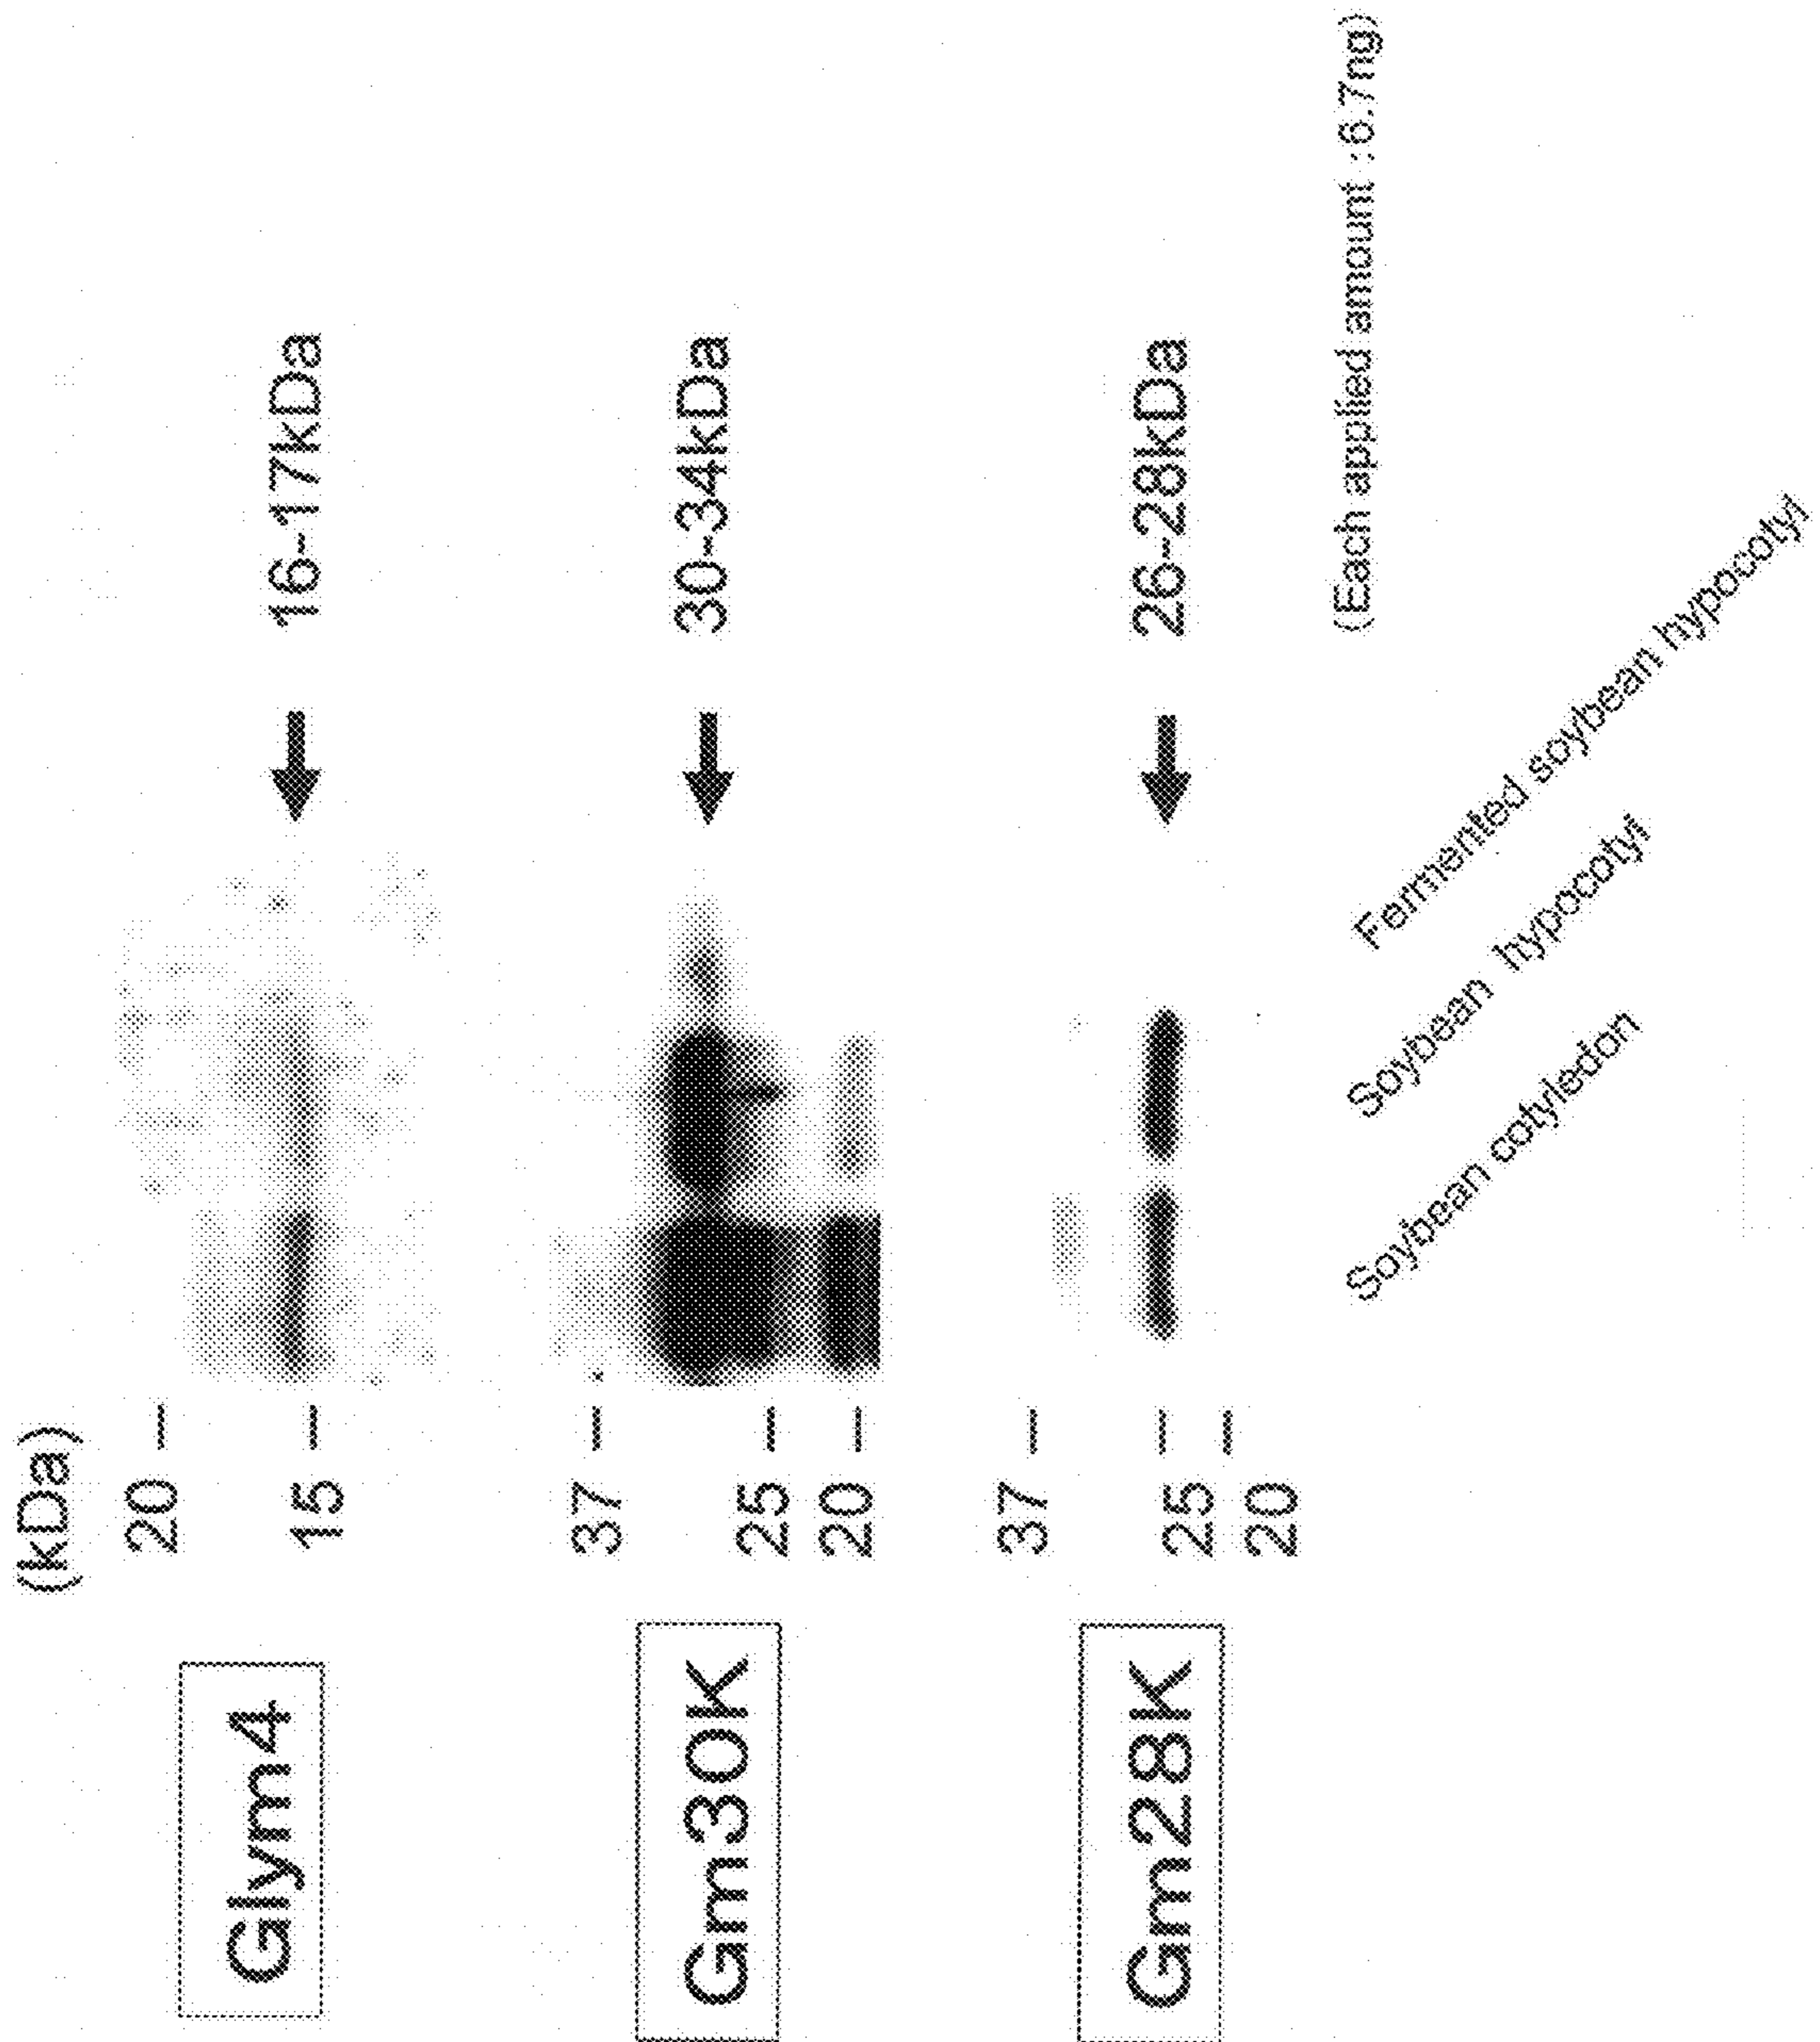 (kDa)
Glym4
20 –
15 –
16-17kDa
Gm30K
37 –
25 –
20 –
30-34kDa
Gm28K
37 –
25 –
20 –
26-28kDa
(Each applied amount :6.7ng)
Soybean cotyledon
Soybean hypocotyl
Fermented soybean hypocotyl